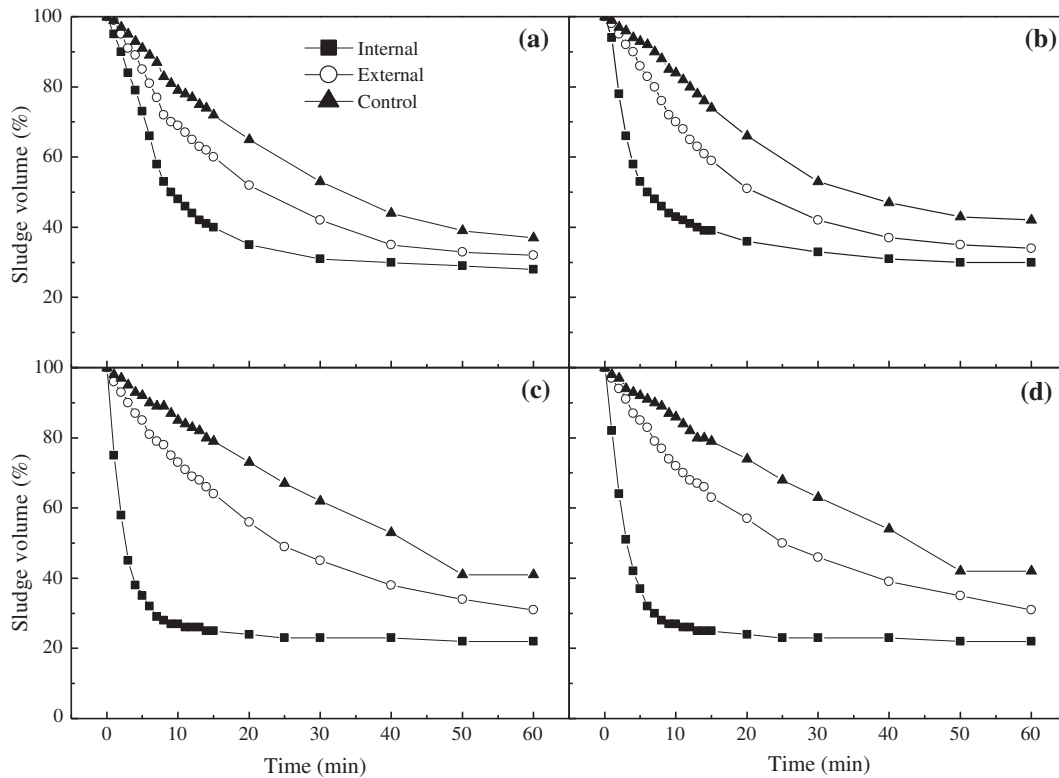 100
80
60
40
20
Sludge volume (%)
Internal
External
Control
(a)
(b)
100
80
60
40
20
0
Sludge volume (%)
(c)
(d)
0 10 20 30 40 50 60
0 10 20 30 40 50 60
Time (min)
Time (min)